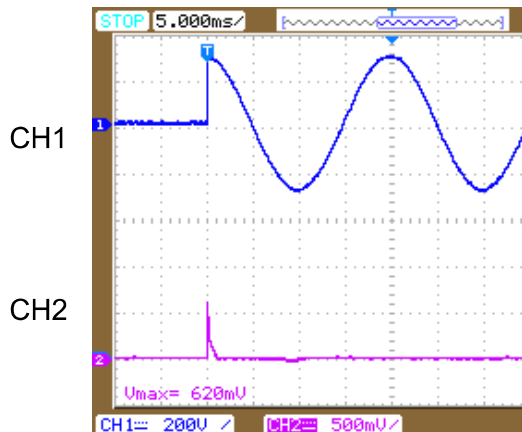 STOP 5.000ms/
T
T
1
CH1
CH2
2
Vmax= 620mV
CH1 200V / CH2 500mV/